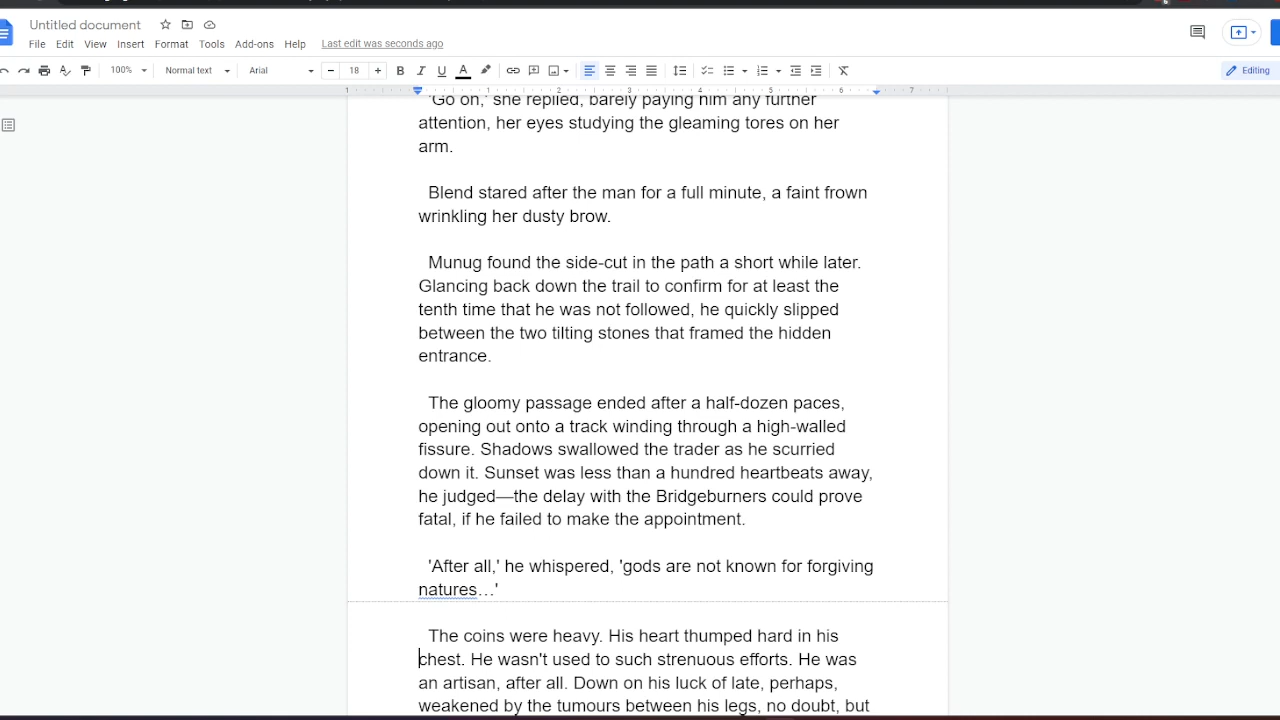 Untitled document
File Edit View Insert Format Tools Add-ons Help Last edit was seconds ago
100% Normal text Arial 18 B I U A Editing
1 1 2 3 4 5 6 7
'Go on,' she replied, barely paying him any further
attention, her eyes studying the gleaming tores on her
arm.
Blend stared after the man for a full minute, a faint frown
wrinkling her dusty brow.
Munug found the side-cut in the path a short while later.
Glancing back down the trail to confirm for at least the
tenth time that he was not followed, he quickly slipped
between the two tilting stones that framed the hidden
entrance.
The gloomy passage ended after a half-dozen paces,
opening out onto a track winding through a high-walled
fissure. Shadows swallowed the trader as he scurried
down it. Sunset was less than a hundred heartbeats away,
he judged—the delay with the Bridgeburners could prove
fatal, if he failed to make the appointment.
'After all,' he whispered, 'gods are not known for forgiving
natures…'
The coins were heavy. His heart thumped hard in his
chest. He wasn't used to such strenuous efforts. He was
an artisan, after all. Down on his luck of late, perhaps,
weakened by the tumours between his legs, no doubt, but